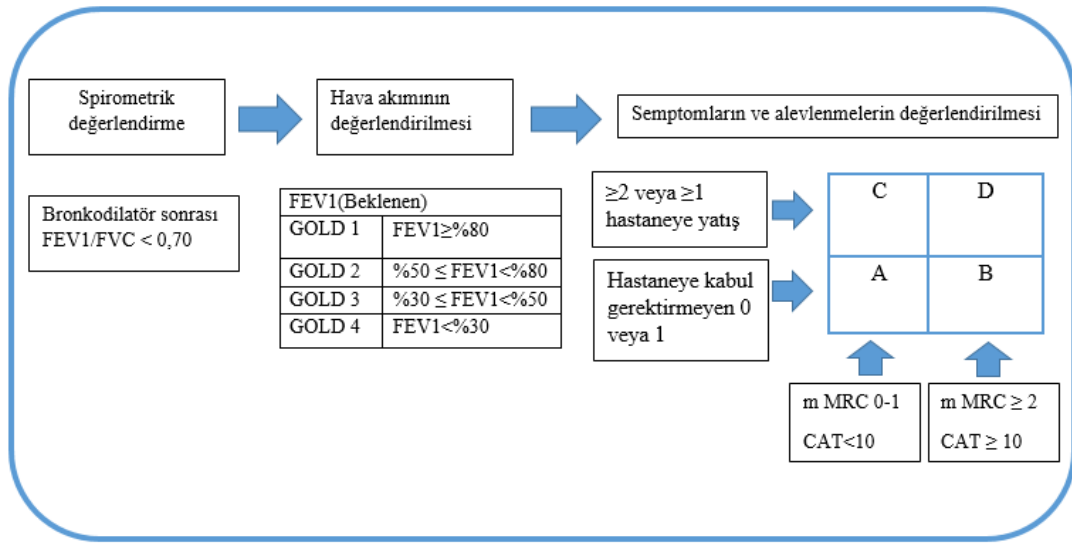 Spirometrik
değerlendirme
Hava akımının
değerlendirilmesi
Semptomların ve alevlenmelerin değerlendirilmesi
Bronkodilatör sonrası
FEV1/FVC < 0,70
FEV1(Beklenen)
GOLD 1 FEV1≥%80
GOLD 2 %50 ≤ FEV1<%80
GOLD 3 %30 ≤ FEV1<%50
GOLD 4 FEV1<%30
≥2 veya ≥1
hastaneye yatış
Hastaneye kabul
gerektirmeyen 0
veya 1
C D
A B
m MRC 0-1
CAT<10
m MRC ≥ 2
CAT ≥ 10